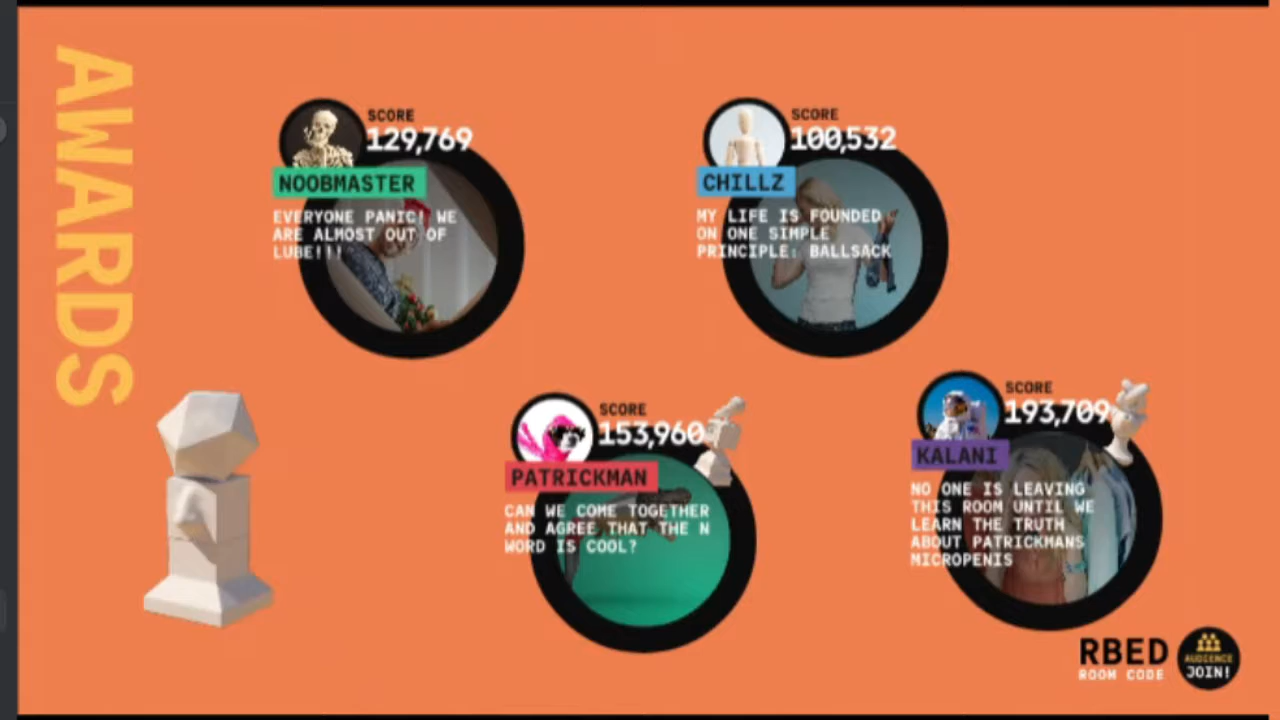 AWARDS
SCORE
129,769
NOOBMASTER
EVERYONE PANIC! WE
ARE ALMOST OUT OF
LUBE!!!
SCORE
100,532
CHILLZ
MY LIFE IS FOUNDED
ON ONE SIMPLE
PRINCIPLE: BALLSACK
SCORE
153,960
PATRICKMAN
CAN WE COME TOGETHER
AND AGREE THAT THE N
WORD IS COOL?
SCORE
193,709
KALANI
NO ONE IS LEAVING
THIS ROOM UNTIL WE
LEARN THE TRUTH
ABOUT PATRICKMANS
MICROPENIS
RBED
ROOM CODE
AUDIENCE
JOIN!